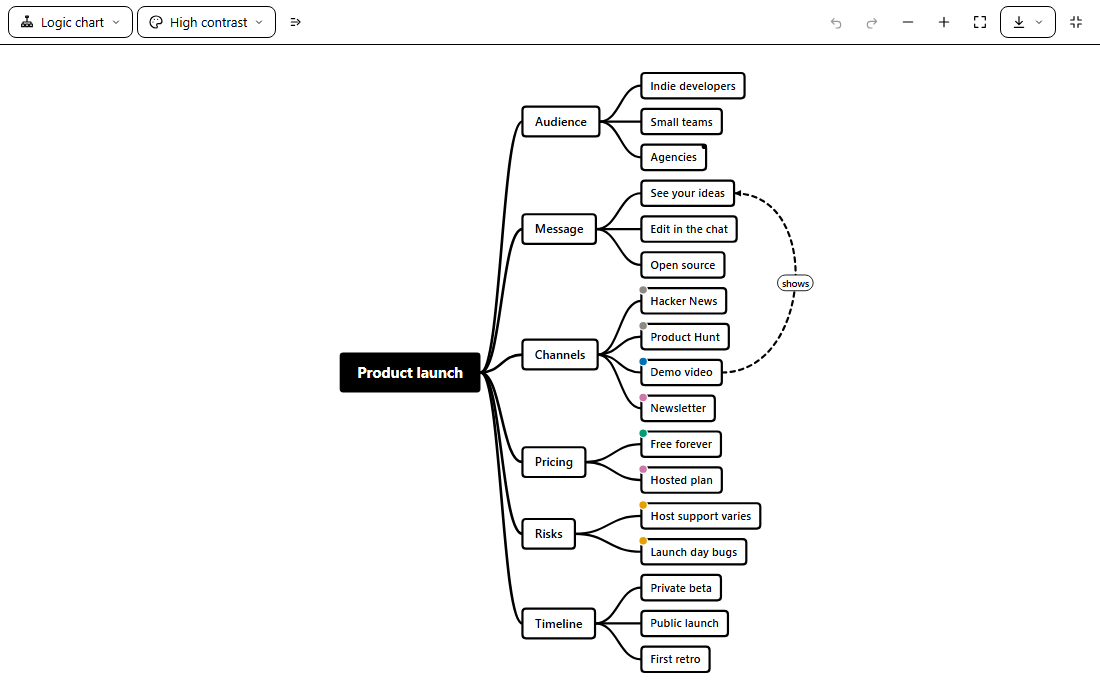 Logic chart
High contrast
Product launch
Audience
Indie developers
Small teams
Agencies
Message
See your ideas
Edit in the chat
Open source
shows
Channels
Hacker News
Product Hunt
Demo video
Newsletter
Pricing
Free forever
Hosted plan
Risks
Host support varies
Launch day bugs
Timeline
Private beta
Public launch
First retro